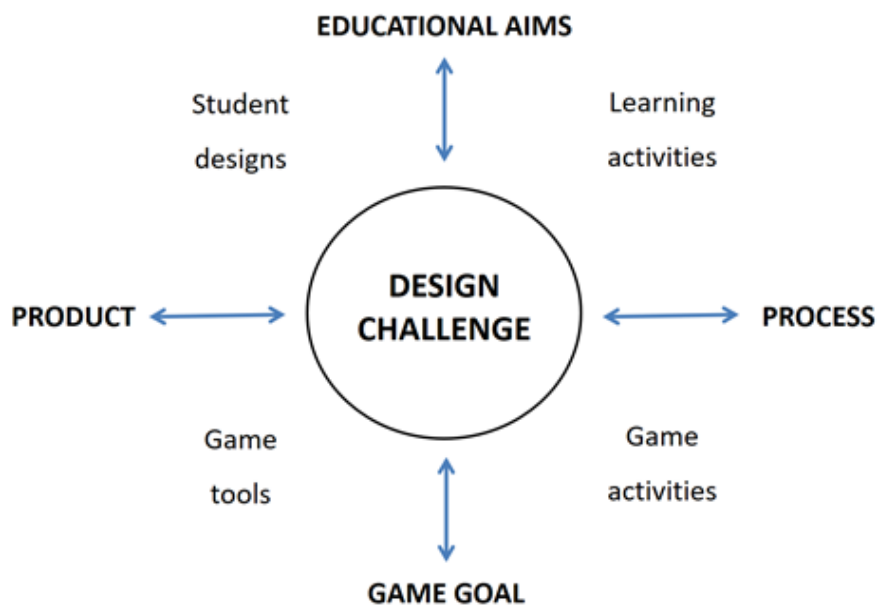 EDUCATIONAL AIMS
Student
designs
Learning
activities
DESIGN
CHALLENGE
PRODUCT
PROCESS
Game
tools
Game
activities
GAME GOAL